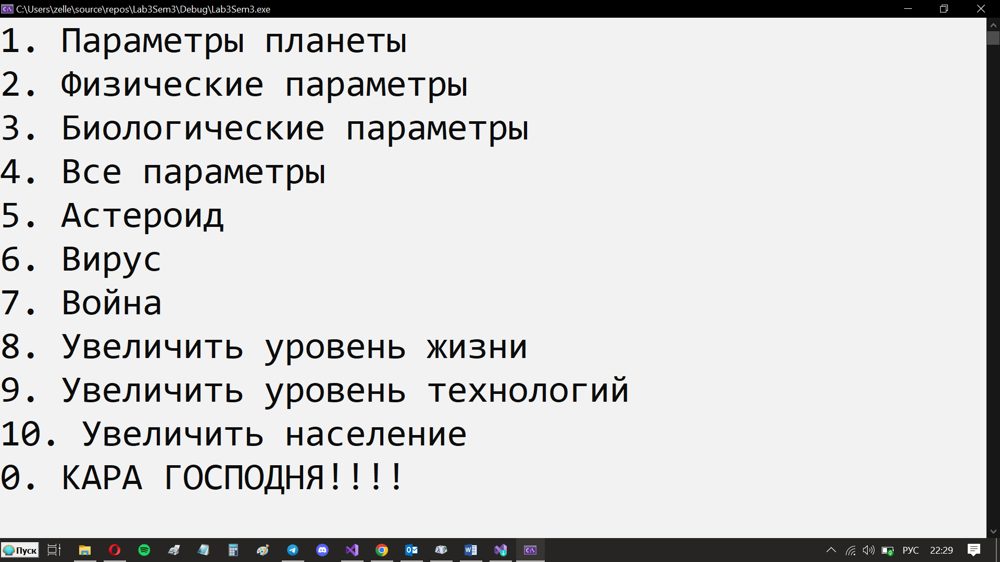 C:\Users\zelle\source\repos\Lab3Sem3\Debug\Lab3Sem3.exe
1. Параметры планеты
2. Физические параметры
3. Биологические параметры
4. Все параметры
5. Астероид
6. Вирус
7. Война
8. Увеличить уровень жизни
9. Увеличить уровень технологий
10. Увеличить население
0. КАРА ГОСПОДНЯ!!!!
Пуск
РУС
22:29